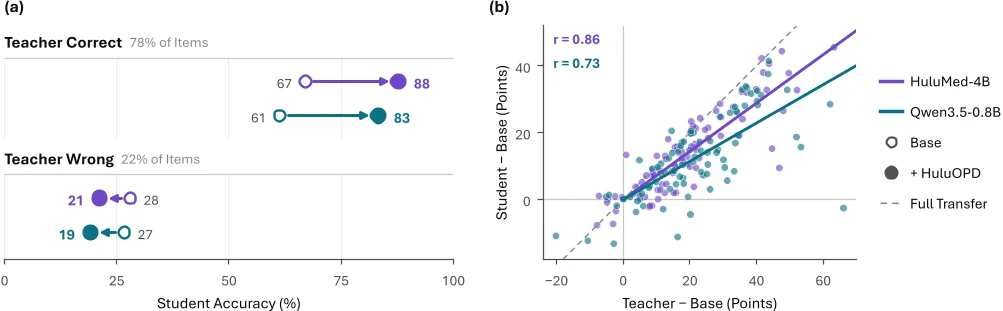 (a)
Teacher Correct 78% of Items
67 88
61 83
Teacher Wrong 22% of Items
21 28
19 27
0 25 50 75 100
Student Accuracy (%)
(b)
r = 0.86
r = 0.73
40
20
0
Student – Base (Points)
−20 0 20 40 60
Teacher – Base (Points)
HuluMed-4B
Qwen3.5-0.8B
Base
+ HuluOPD
Full Transfer